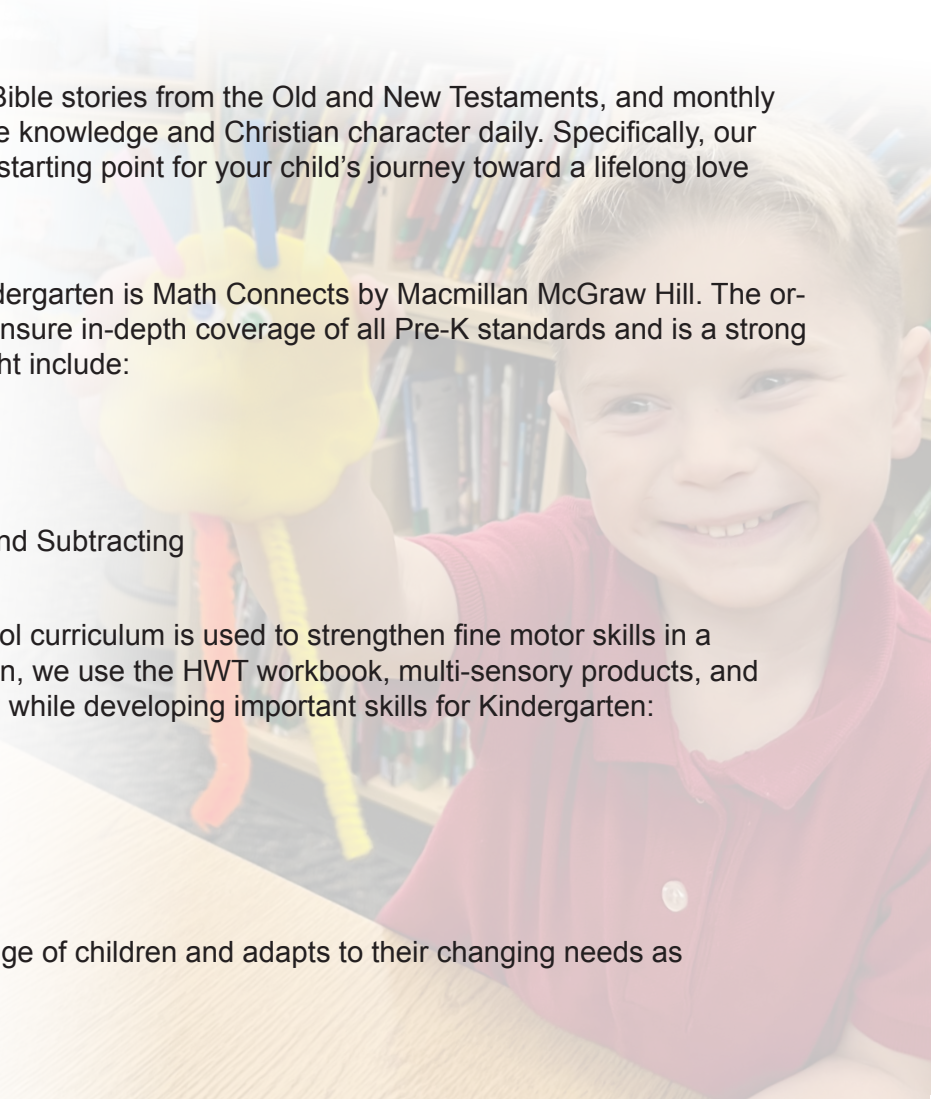 Bible stories from the Old and New Testaments, and monthly
e knowledge and Christian character daily. Specifically, our
starting point for your child’s journey toward a lifelong love
dergarten is Math Connects by Macmillan McGraw Hill. The or-
nsure in-depth coverage of all Pre-K standards and is a strong
ht include:
nd Subtracting
ol curriculum is used to strengthen fine motor skills in a
n, we use the HWT workbook, multi-sensory products, and
while developing important skills for Kindergarten:
ge of children and adapts to their changing needs as